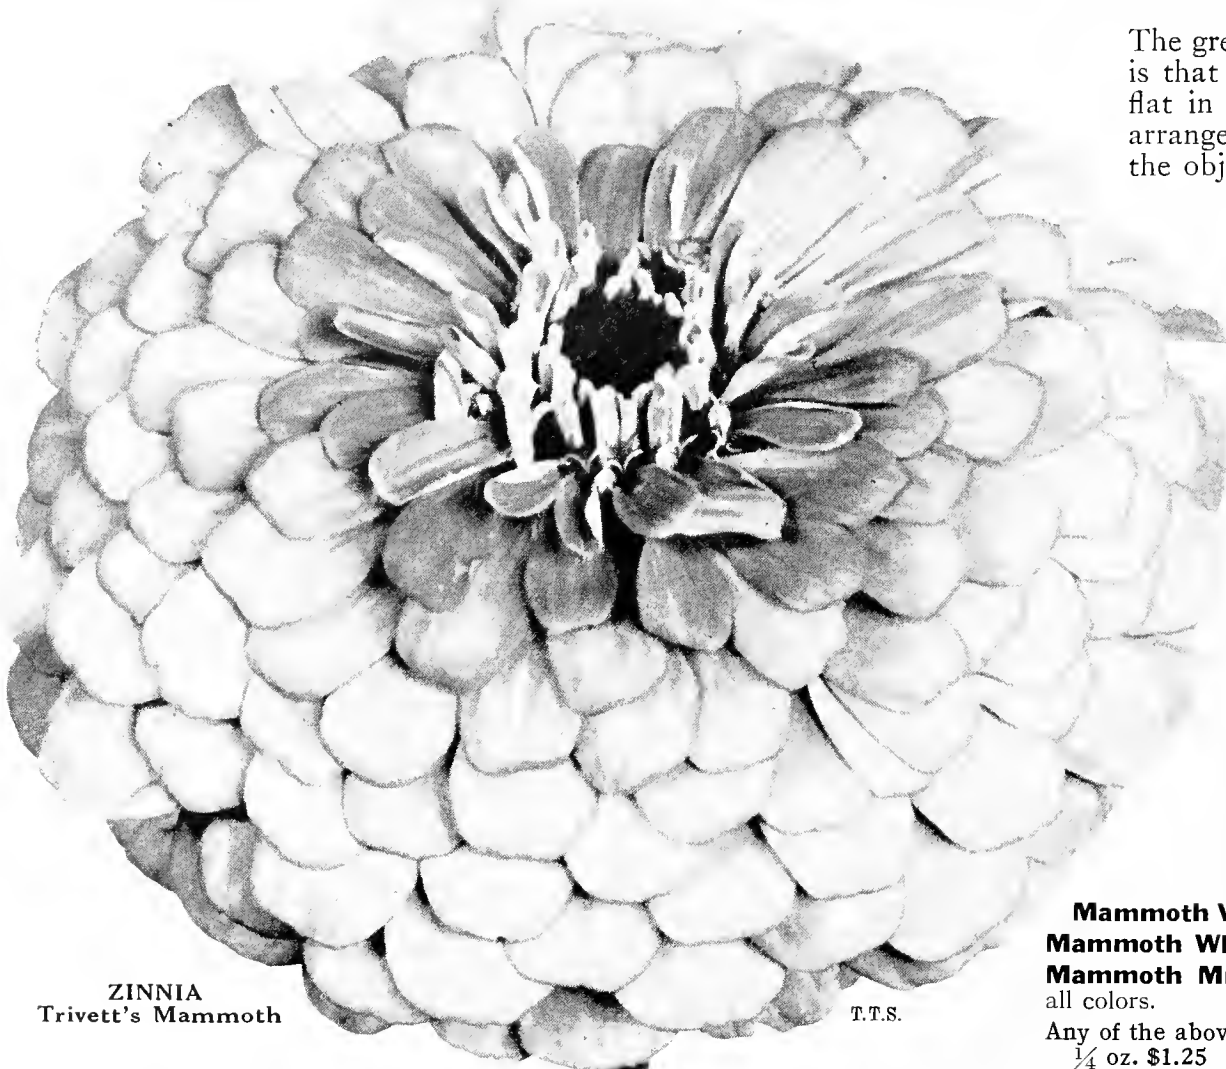 The gre
is that
flat in
arrange
the obj
ZINNIA
Trivett's Mammoth
T.T.S.
Mammoth
Mammoth
Mammoth
all colors.
Any of the abov
¼ oz. $1.25